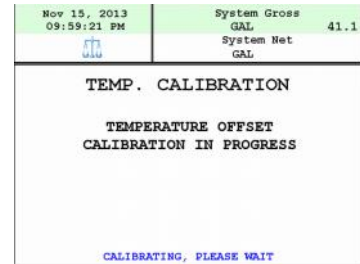 Nov 15, 2013
09:59:21 PM
System Gross
GAL 41.1
System Net
GAL
TEMP. CALIBRATION
TEMPERATURE OFFSET
CALIBRATION IN PROGRESS
CALIBRATING, PLEASE WAIT